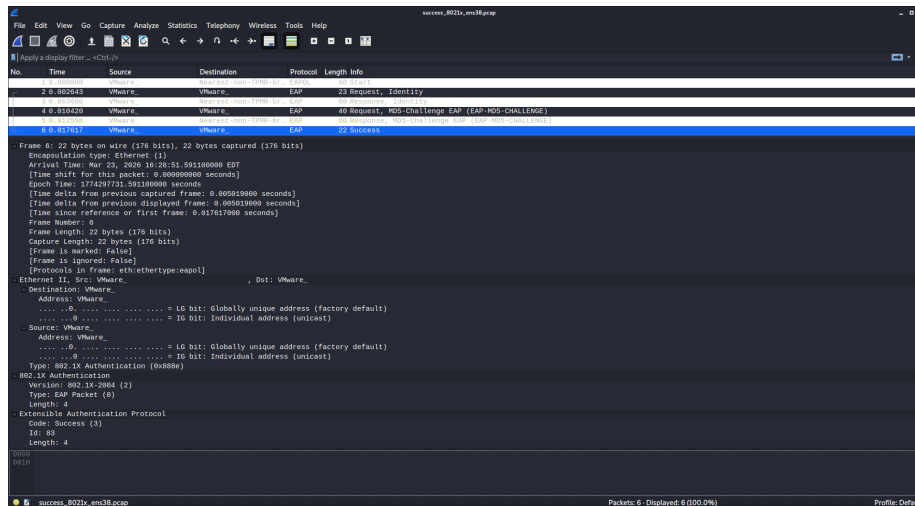 success_8021x_ens38.pcap
File Edit View Go Capture Analyze Statistics Telephony Wireless Tools Help
Apply a display filter … <Ctrl-/>
No. Time Source Destination Protocol Length Info
1 0.000000 VMware_ Nearest-non-TPMR-br… EAPOL 60 Start
2 0.002643 VMware_ VMware_ EAP 23 Request, Identity
3 0.003680 VMware_ Nearest-non-TPMR-br… EAP 60 Response, Identity
4 0.010420 VMware_ VMware_ EAP 40 Request, MD5-Challenge EAP (EAP-MD5-CHALLENGE)
5 0.012598 VMware_ Nearest-non-TPMR-br… EAP 60 Response, MD5-Challenge EAP (EAP-MD5-CHALLENGE)
6 0.017617 VMware_ VMware_ EAP 22 Success
Frame 6: 22 bytes on wire (176 bits), 22 bytes captured (176 bits)
Encapsulation type: Ethernet (1)
Arrival Time: Mar 23, 2026 16:28:51.591100000 EDT
[Time shift for this packet: 0.000000000 seconds]
Epoch Time: 1774297731.591100000 seconds
[Time delta from previous captured frame: 0.005019000 seconds]
[Time delta from previous displayed frame: 0.005019000 seconds]
[Time since reference or first frame: 0.017617000 seconds]
Frame Number: 6
Frame Length: 22 bytes (176 bits)
Capture Length: 22 bytes (176 bits)
[Frame is marked: False]
[Frame is ignored: False]
[Protocols in frame: eth:ethertype:eapol]
Ethernet II, Src: VMware_ , Dst: VMware_
Destination: VMware_
Address: VMware_
.... ..0. .... .... .... .... = LG bit: Globally unique address (factory default)
.... ...0 .... .... .... .... = IG bit: Individual address (unicast)
Source: VMware_
Address: VMware_
.... ..0. .... .... .... .... = LG bit: Globally unique address (factory default)
.... ...0 .... .... .... .... = IG bit: Individual address (unicast)
Type: 802.1X Authentication (0x888e)
802.1X Authentication
Version: 802.1X-2004 (2)
Type: EAP Packet (0)
Length: 4
Extensible Authentication Protocol
Code: Success (3)
Id: 83
Length: 4
0000
0010
success_8021x_ens38.pcap Packets: 6 · Displayed: 6 (100.0%) Profile: Defa